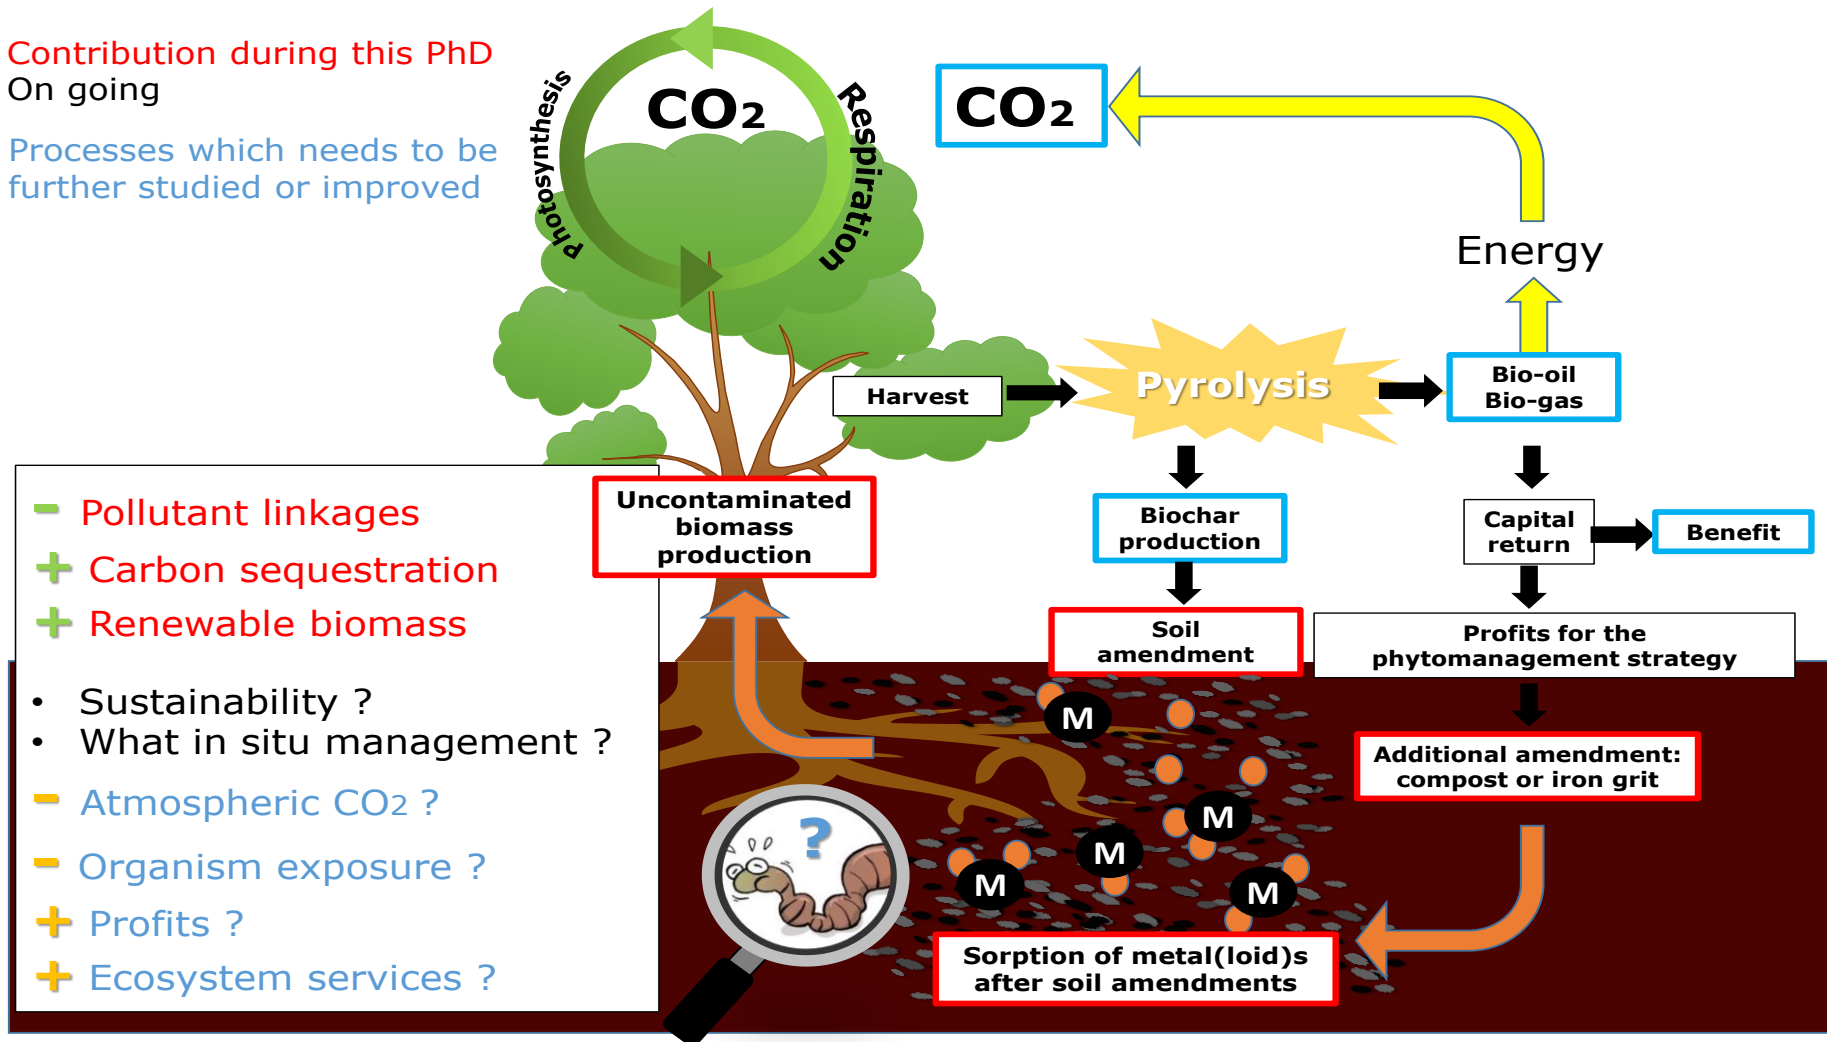 Contribution during this PhD
On going
Processes which needs to be
further studied or improved
Photosynthesis
CO2
Respiration
CO2
Energy
Harvest
Pyrolysis
Bio-oil
Bio-gas
Uncontaminated
biomass
production
Biochar
production
Capital
return
Benefit
Soil
amendment
Profits for the
phytomanagement strategy
Additional amendment:
compost or iron grit
- Pollutant linkages
+ Carbon sequestration
+ Renewable biomass
• Sustainability ?
• What in situ management ?
- Atmospheric CO2 ?
- Organism exposure ?
+ Profits ?
+ Ecosystem services ?
?
M
M
M
M
M
Sorption of metal(loid)s
after soil amendments